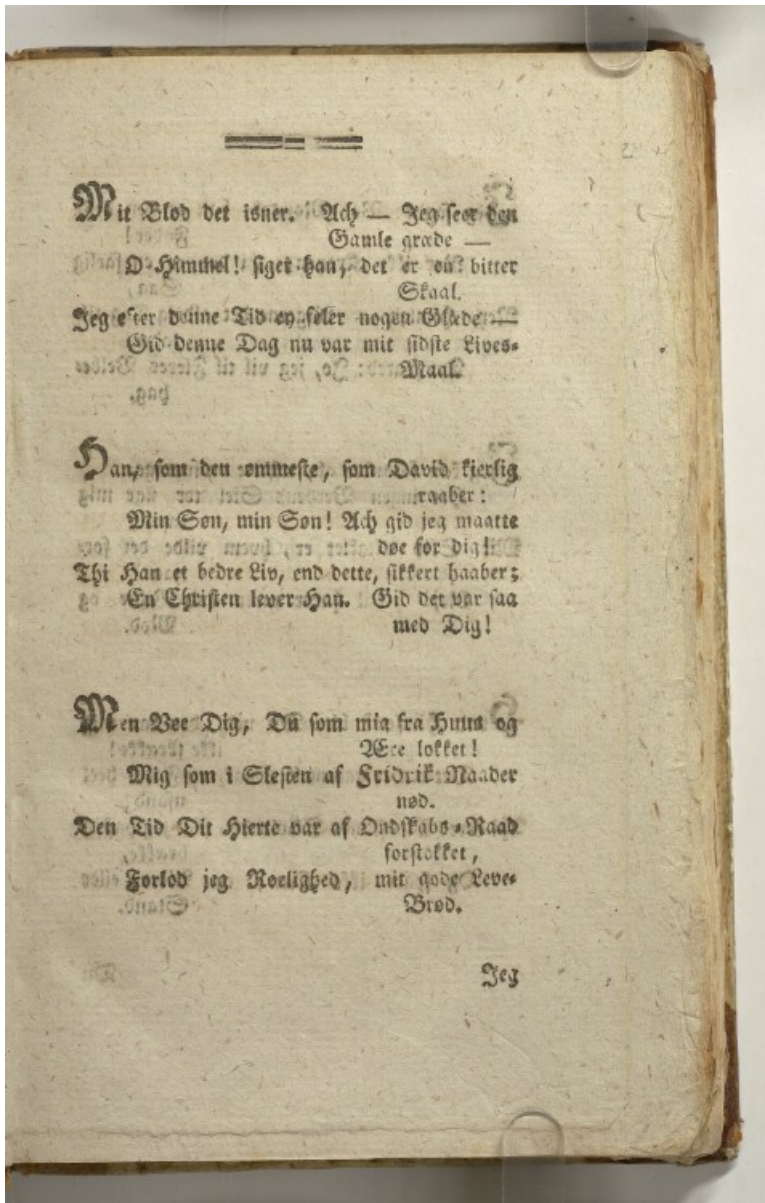 Mit Blod det isner. Ach — Jeg seer den
Gamle græde —
O Himmel! siger han, det er en bitter
Skaal.
Jeg efter denne Tid ey føler nogen Glæde —
Gid denne Dag nu var mit sidste Lives-
Maal.
Han, som den ømmeste, som David kierlig
raaber:
Min Søn, min Søn! Ach gid jeg maatte
døe for dig!
Thi Han et bedre Liv, end dette, sikkert haaber;
En Christen lever Han. Gid det var saa
med Dig!
Men Vee Dig, Du som mig fra Huus og
Ære lokket!
Mig som i Slesien af Fridrik Naader
nød.
Den Tid Dit Hierte var af Ondskabs-Raad
forstokket,
Forlod jeg Roelighed, mit gode Leve-
Brød.
Jeg